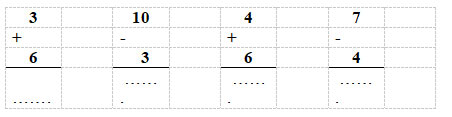 3 10 4 7
+ - + -
6 3 6 4
…… …… ……
……. . . .